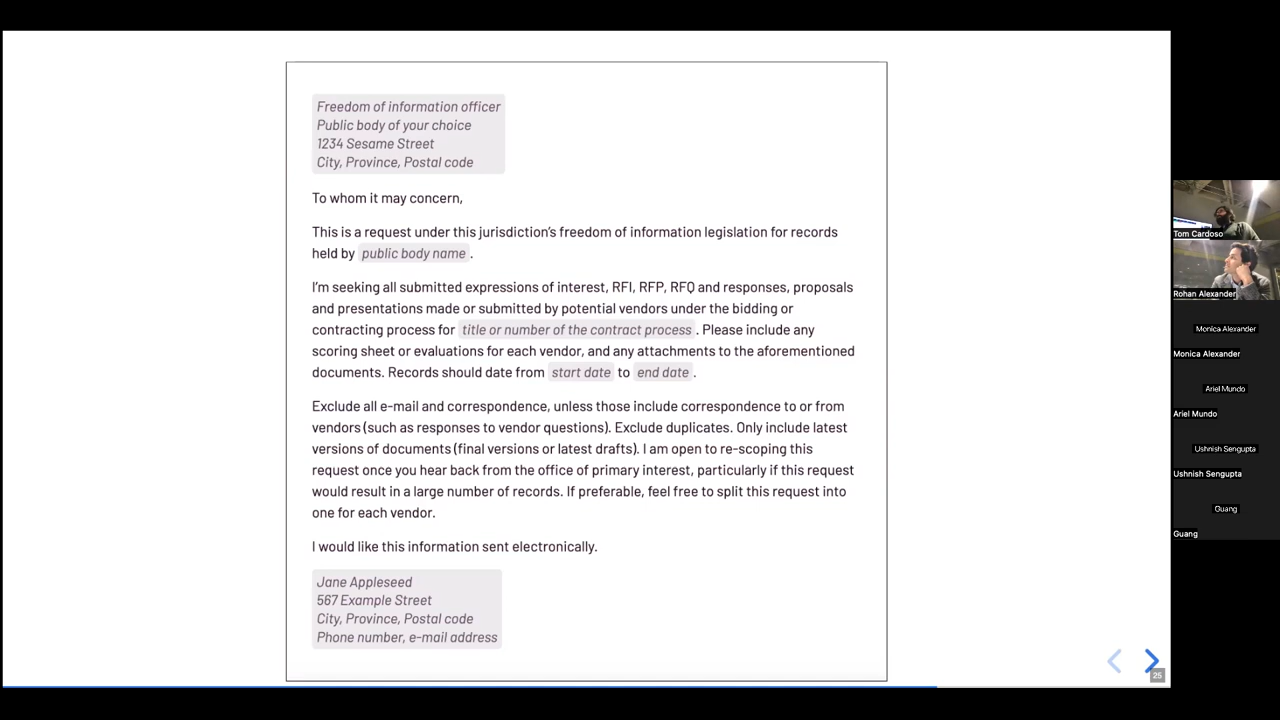 Freedom of information officer
Public body of your choice
1234 Sesame Street
City, Province, Postal code
To whom it may concern,
This is a request under this jurisdiction's freedom of information legislation for records
held by public body name .
I'm seeking all submitted expressions of interest, RFI, RFP, RFQ and responses, proposals
and presentations made or submitted by potential vendors under the bidding or
contracting process for title or number of the contract process . Please include any
scoring sheet or evaluations for each vendor, and any attachments to the aforementioned
documents. Records should date from start date to end date .
Exclude all e-mail and correspondence, unless those include correspondence to or from
vendors (such as responses to vendor questions). Exclude duplicates. Only include latest
versions of documents (final versions or latest drafts). I am open to re-scoping this
request once you hear back from the office of primary interest, particularly if this request
would result in a large number of records. If preferable, feel free to split this request into
one for each vendor.
I would like this information sent electronically.
Jane Appleseed
567 Example Street
City, Province, Postal code
Phone number, e-mail address
25
Tom Cardoso
Rohan Alexander
Monica Alexander
Monica Alexander
Ariel Mundo
Ariel Mundo
Ushnish Sengupta
Ushnish Sengupta
Guang
Guang